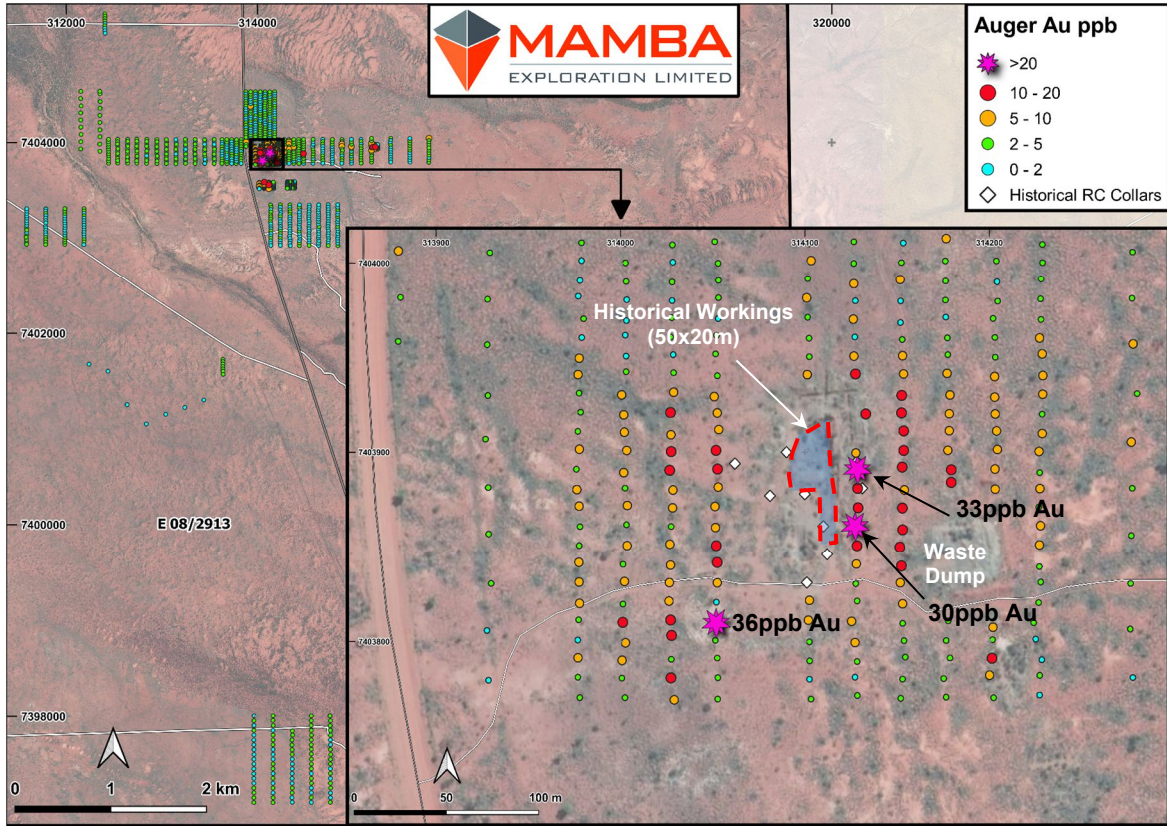 312000
314000
320000
MAMBA
EXPLORATION LIMITED
Auger Au ppb
>20
10 - 20
5 - 10
2 - 5
0 - 2
Historical RC Collars
7404000
7402000
7400000
7398000
E 08/2913
0 1 2 km
313900
314000
314100
314200
7404000
7403900
7403800
Historical Workings
(50x20m)
33ppb Au
Waste
Dump
30ppb Au
36ppb Au
0 50 100 m